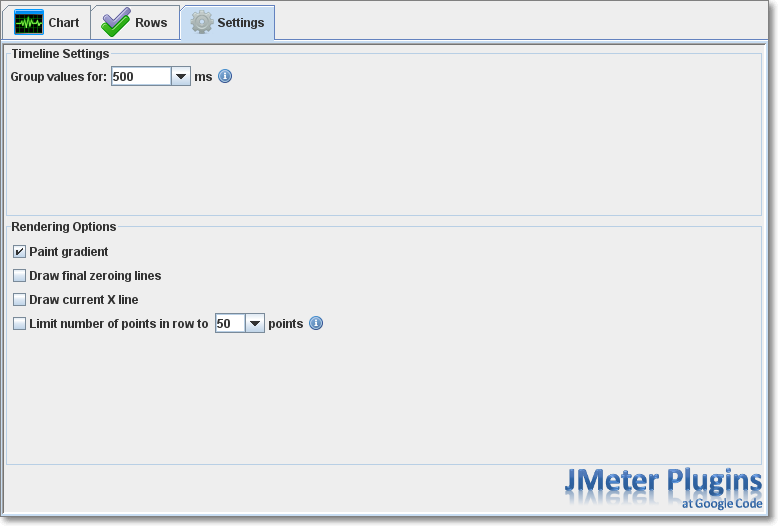 Chart Rows Settings
Timeline Settings
Group values for: 500 ms
Rendering Options
Paint gradient
Draw final zeroing lines
Draw current X line
Limit number of points in row to 50 points
JMeter Plugins
at Google Code